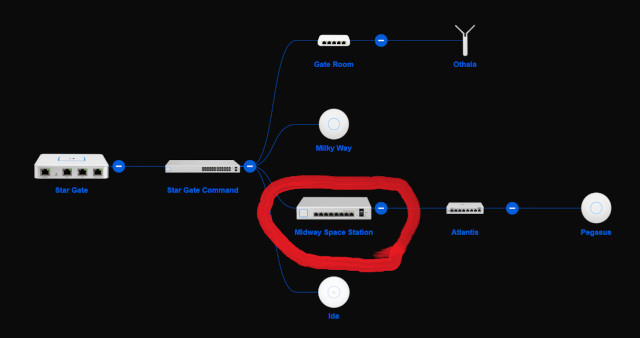 Gate Room
Othala
Milky Way
Star Gate
Star Gate Command
Midway Space Station
Atlantis
Pegasus
Ida